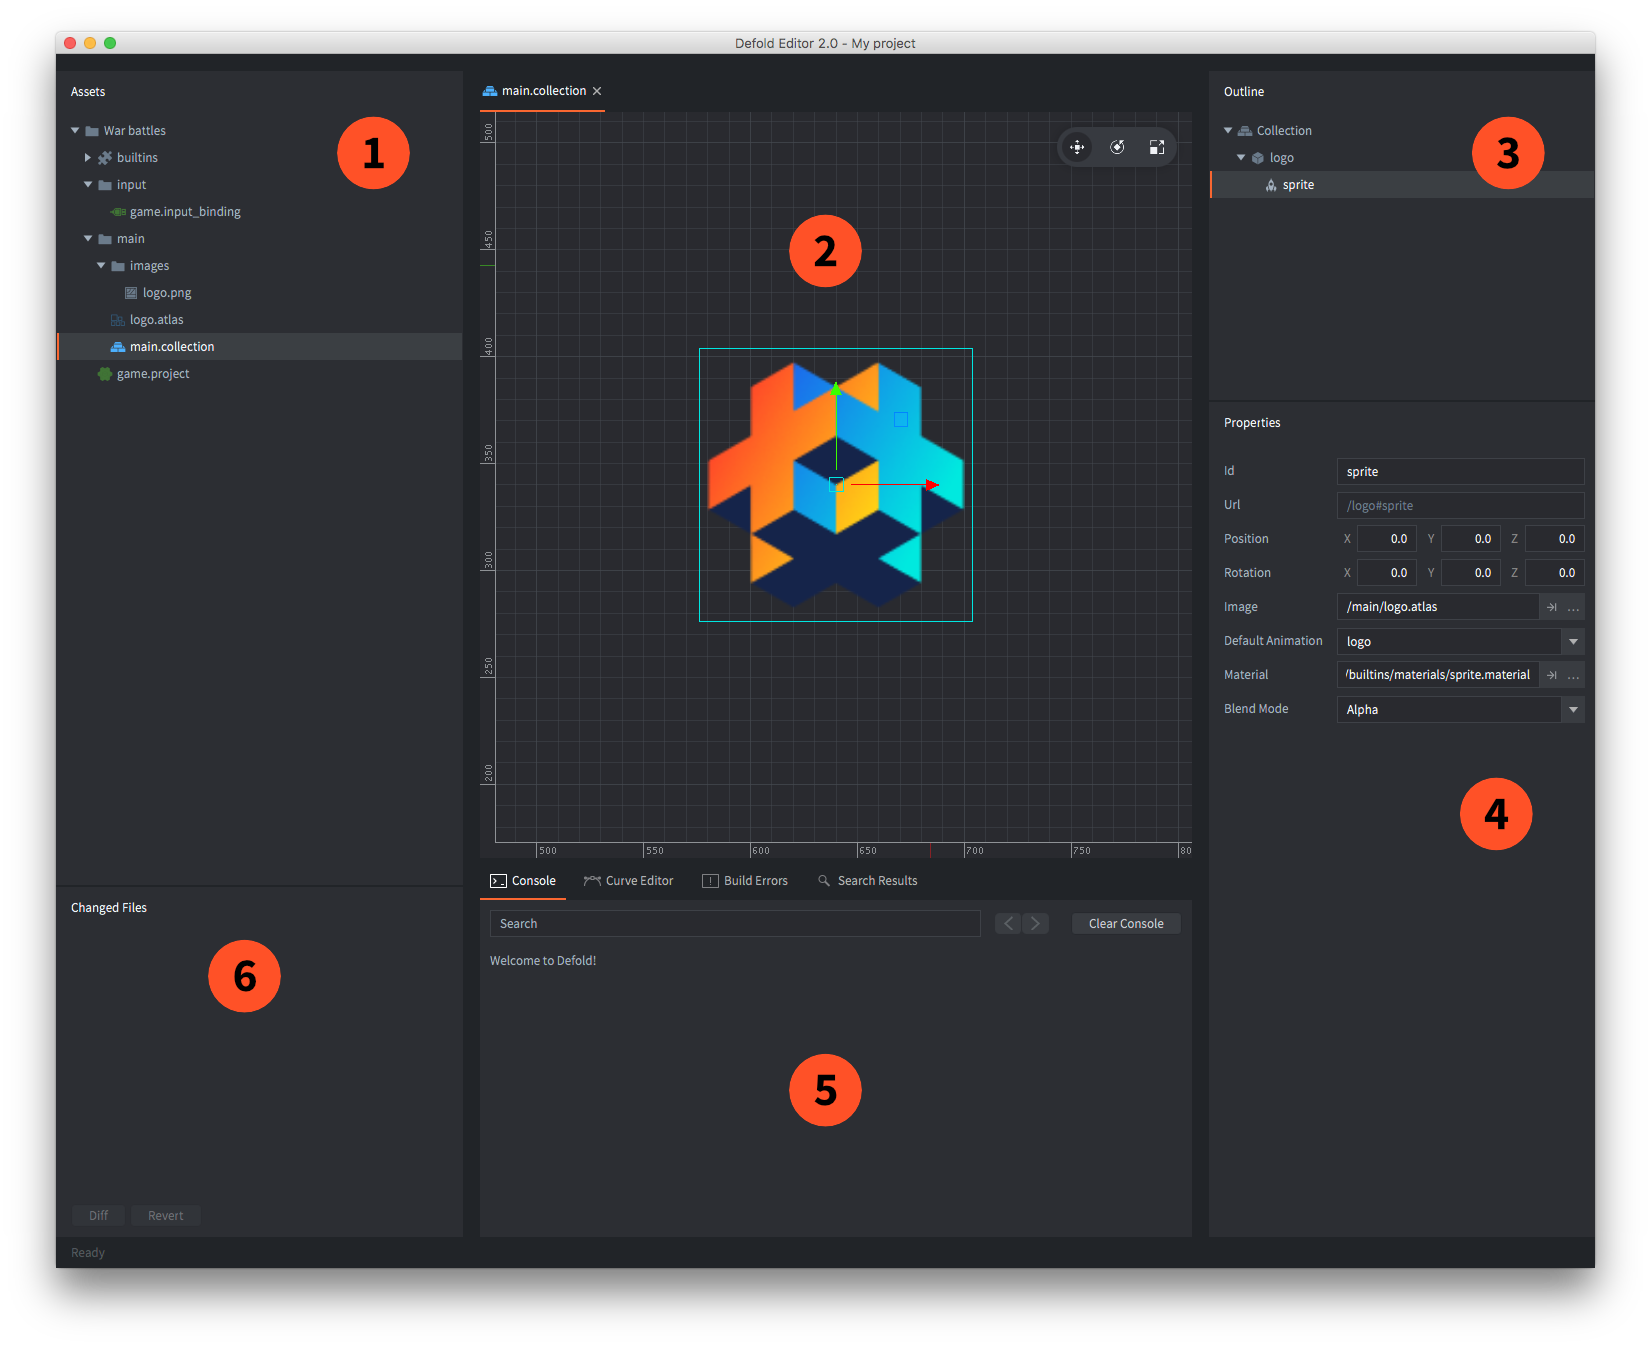 Defold Editor 2.0 - My project
Assets
War battles
builtins
input
game.input_binding
main
images
logo.png
logo.atlas
main.collection
game.project
1
main.collection
500
450
400
350
300
250
200
500 550 600 650 700 750 80
2
Outline
Collection
logo
sprite
3
Properties
Id sprite
Url /logo#sprite
Position X 0.0 Y 0.0 Z 0.0
Rotation X 0.0 Y 0.0 Z 0.0
Image /main/logo.atlas ...
Default Animation logo
Material /builtins/materials/sprite.material ...
Blend Mode Alpha
4
Console Curve Editor Build Errors Search Results
Search Clear Console
Welcome to Defold!
5
Changed Files
6
Diff Revert
Ready